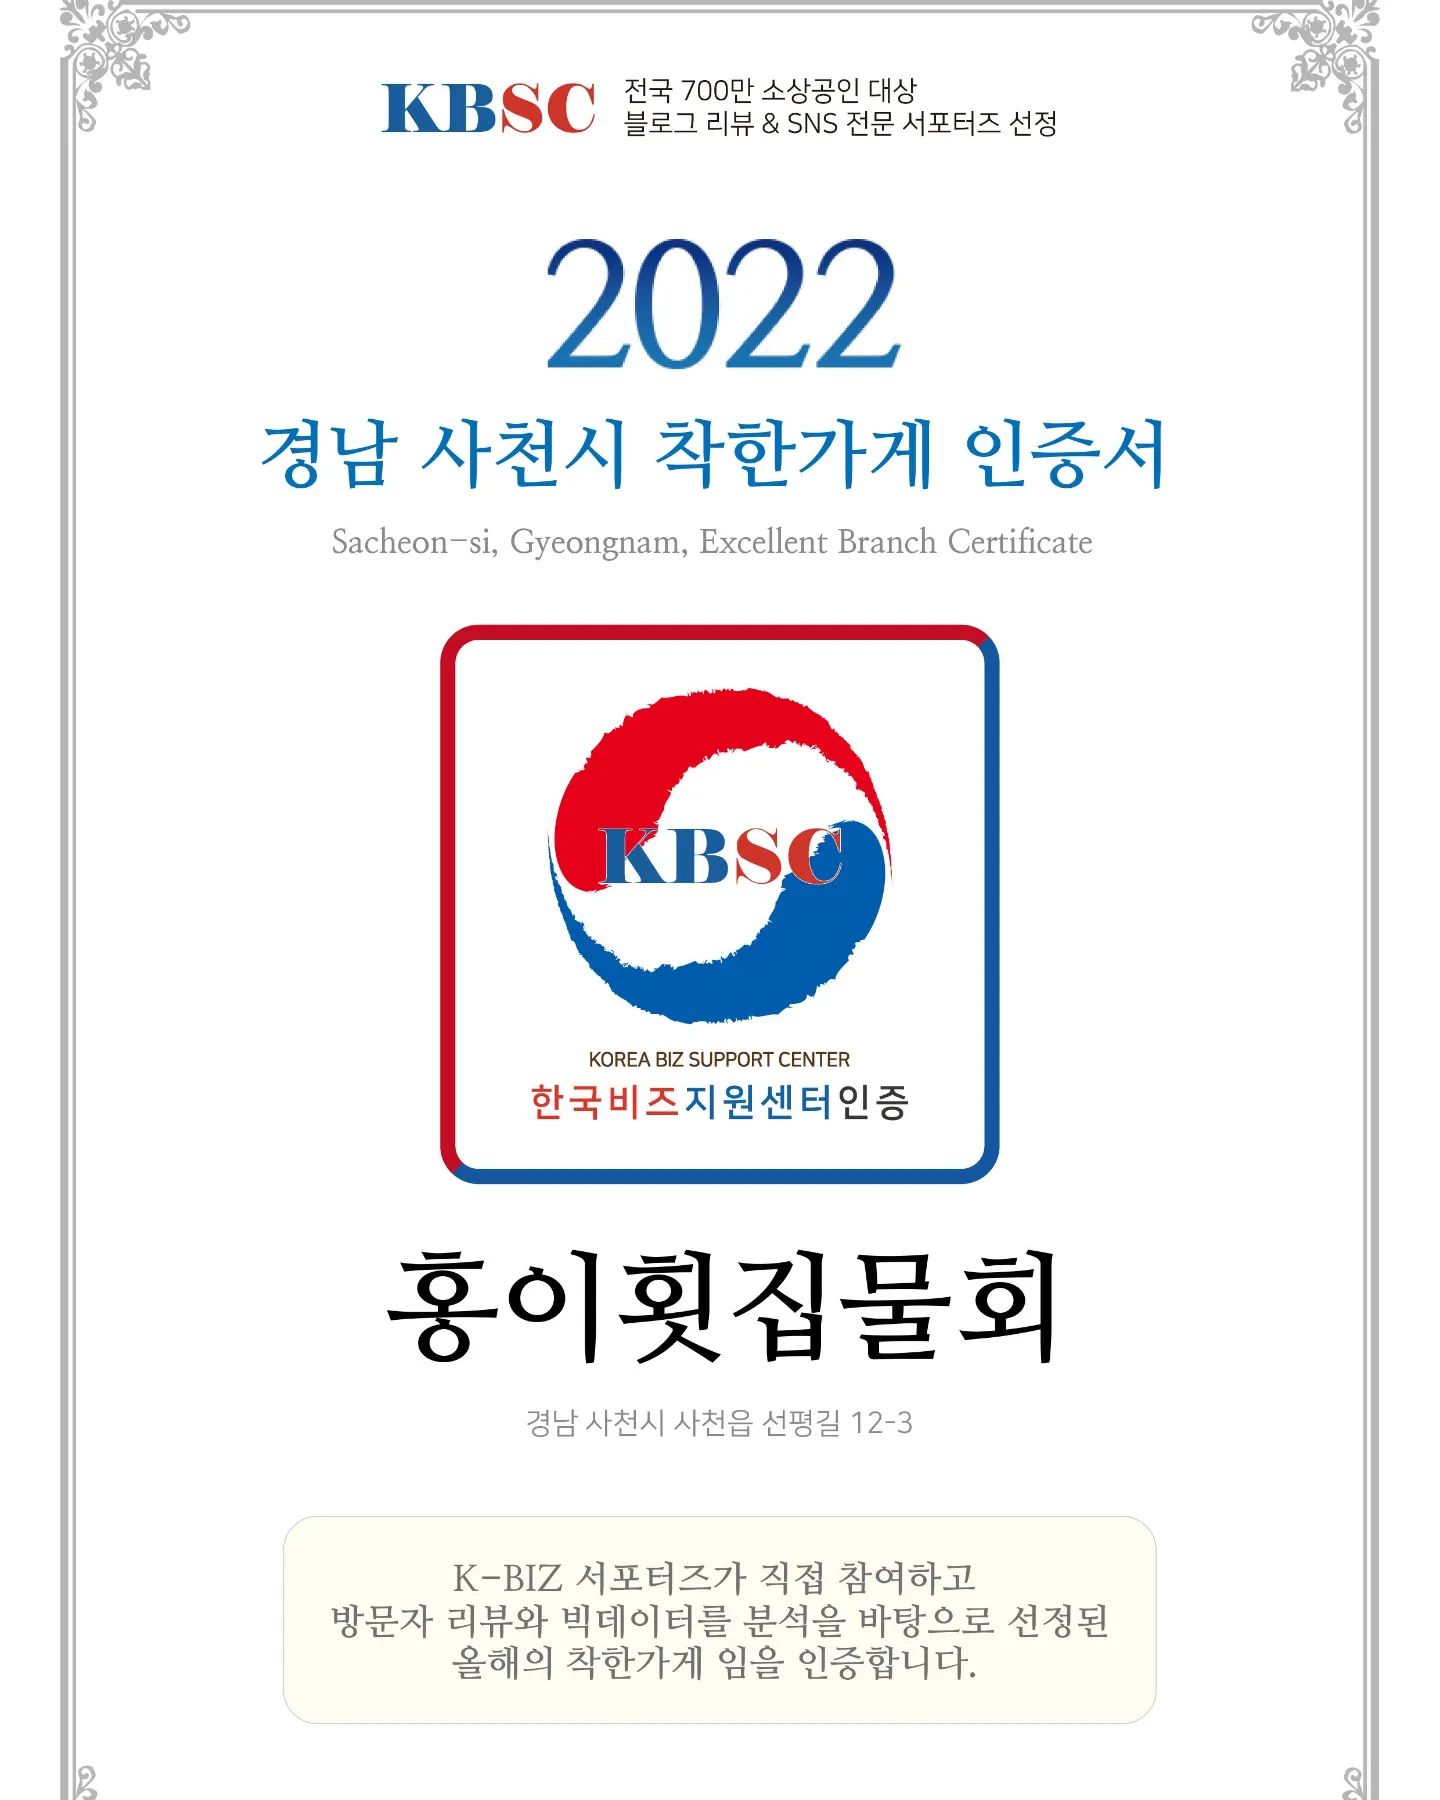 KBSC
전국 700만 소상공인 대상
블로그 리뷰 & SNS 전문 서포터즈 선정
2022
경남 사천시 착한가게 인증서
Sacheon-si, Gyeongnam, Excellent Branch Certificate
KBSC
KOREA BIZ SUPPORT CENTER
한국비즈지원센터인증
홍이횟집물회
경남 사천시 사천읍 선평길 12-3
K-BIZ 서포터즈가 직접 참여하고
방문자 리뷰와 빅데이터를 분석을 바탕으로 선정된
올해의 착한가게 임을 인증합니다.